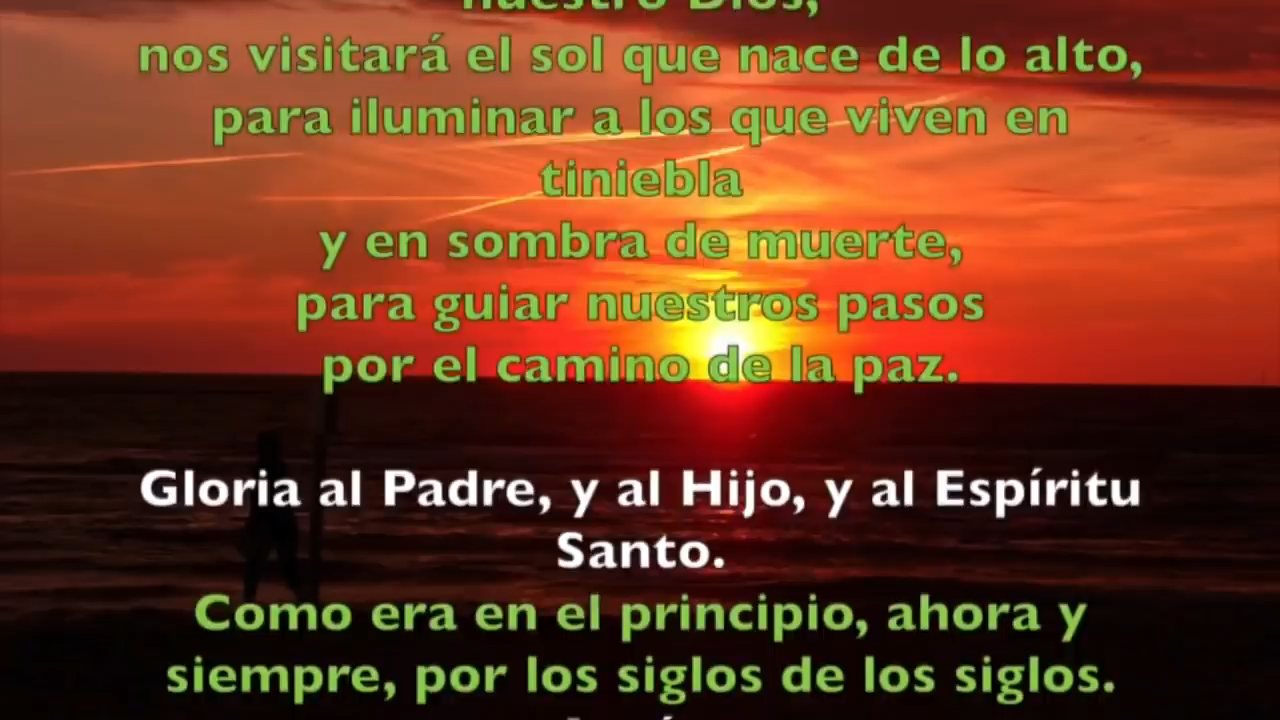 nuestro Dios,
nos visitará el sol que nace de lo alto,
para iluminar a los que viven en
tiniebla
y en sombra de muerte,
para guiar nuestros pasos
por el camino de la paz.
Gloria al Padre, y al Hijo, y al Espíritu
Santo.
Como era en el principio, ahora y
siempre, por los siglos de los siglos.